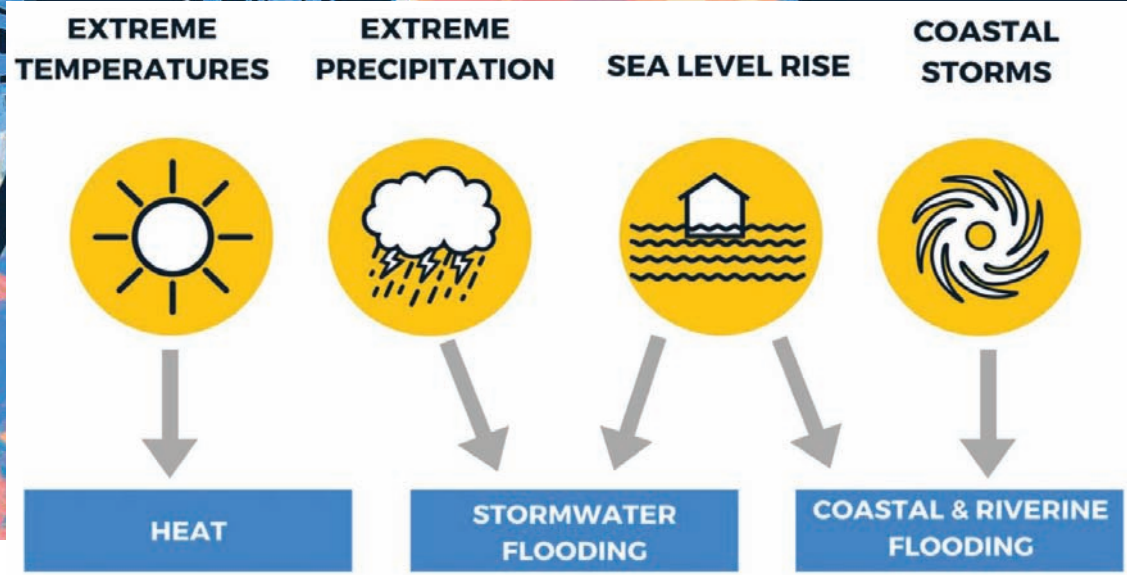 EXTREME
TEMPERATURES
EXTREME
PRECIPITATION
SEA LEVEL RISE
COASTAL
STORMS
HEAT
STORMWATER
FLOODING
COASTAL & RIVERINE
FLOODING